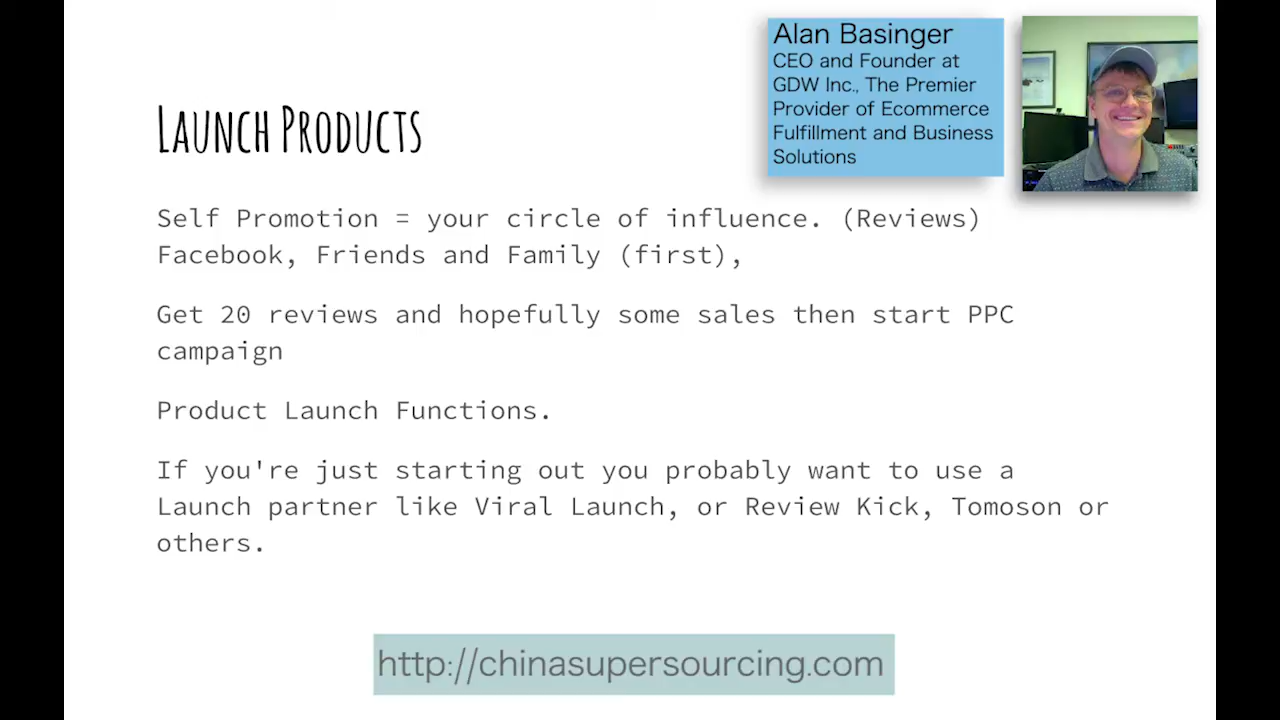 Alan Basinger
CEO and Founder at
GDW Inc., The Premier
Provider of Ecommerce
Fulfillment and Business
Solutions
Launch Products
Self Promotion = your circle of influence. (Reviews)
Facebook, Friends and Family (first),
Get 20 reviews and hopefully some sales then start PPC
campaign
Product Launch Functions.
If you're just starting out you probably want to use a
Launch partner like Viral Launch, or Review Kick, Tomoson or
others.
http://chinasupersourcing.com